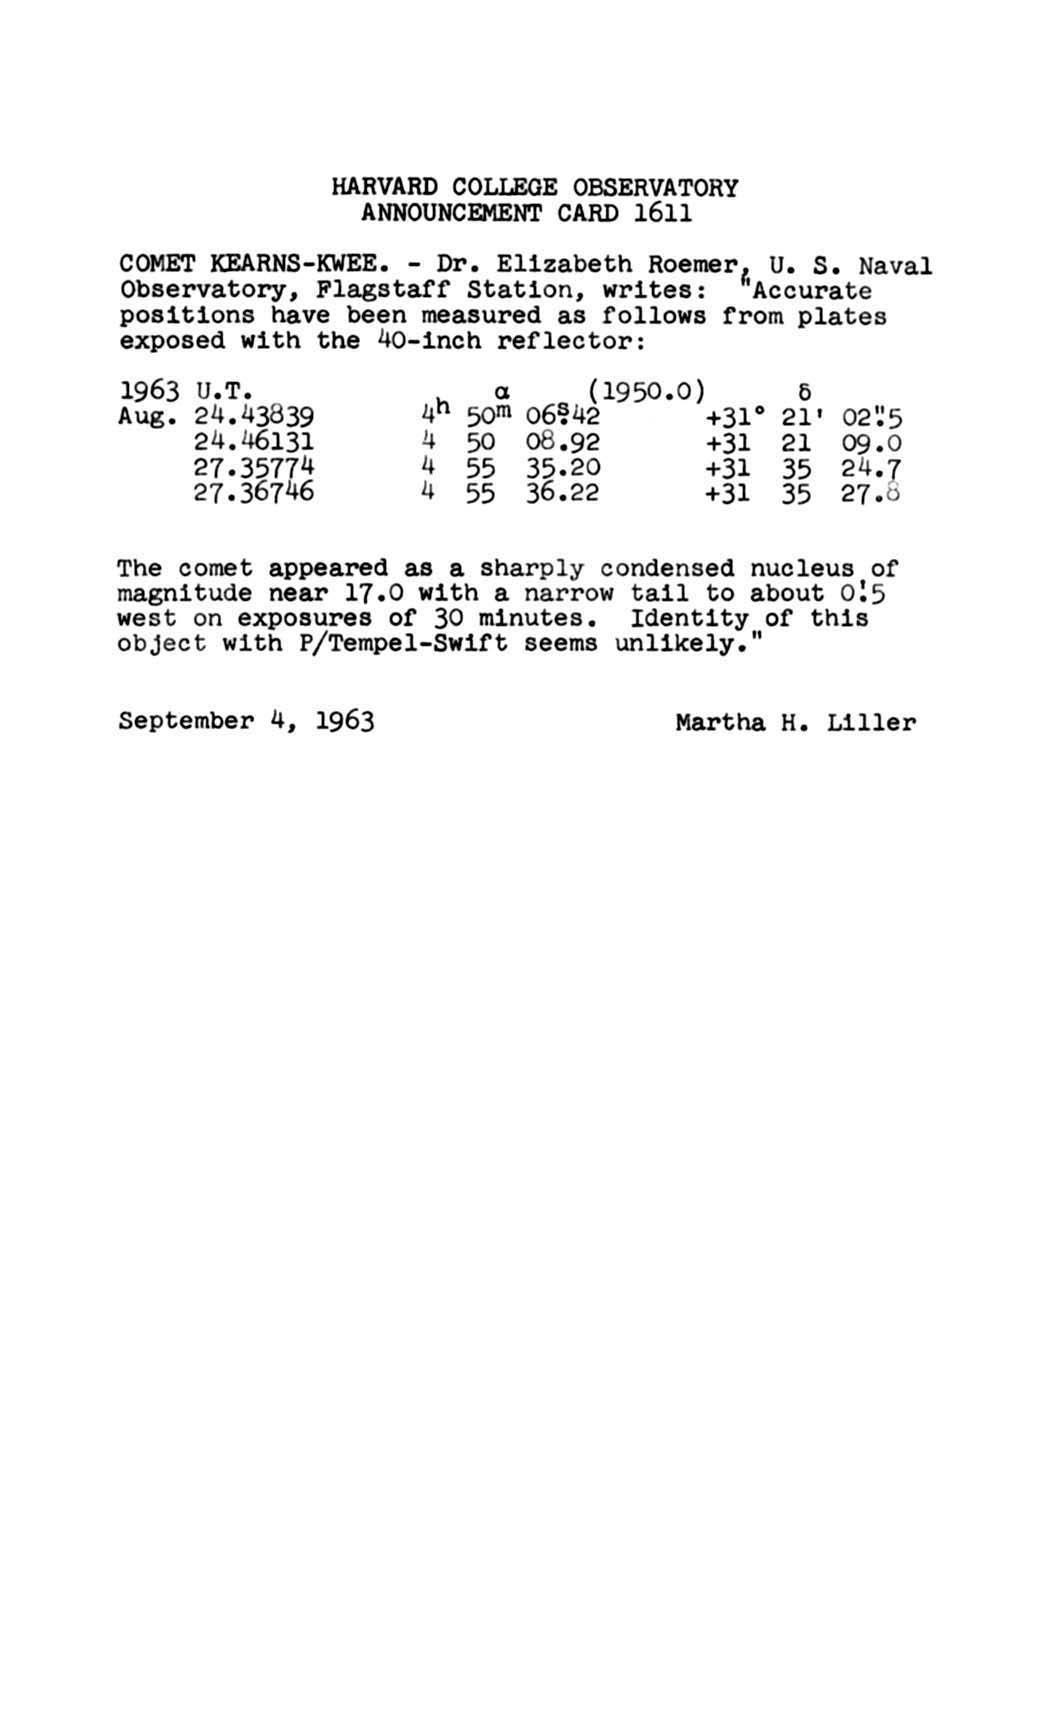 HARVARD COLLEGE OBSERVATORY
ANNOUNCEMENT CARD 1611
COMET KEARNS-KWEE. - Dr. Elizabeth Roemer, U. S. Naval
Observatory, Flagstaff Station, writes: "Accurate
positions have been measured as follows from plates
exposed with the 40-inch reflector:
1963 U.T. α (1950.0) δ
Aug. 24.43839 4ʰ 50ᵐ 06ˢ.42 +31° 21' 02".5
24.46131 4 50 08.92 +31 21 09.0
27.35774 4 55 35.20 +31 35 24.7
27.36746 4 55 36.22 +31 35 27.8
The comet appeared as a sharply condensed nucleus of
magnitude near 17.0 with a narrow tail to about 0'.5
west on exposures of 30 minutes. Identity of this
object with P/Tempel-Swift seems unlikely."
September 4, 1963 Martha H. Liller